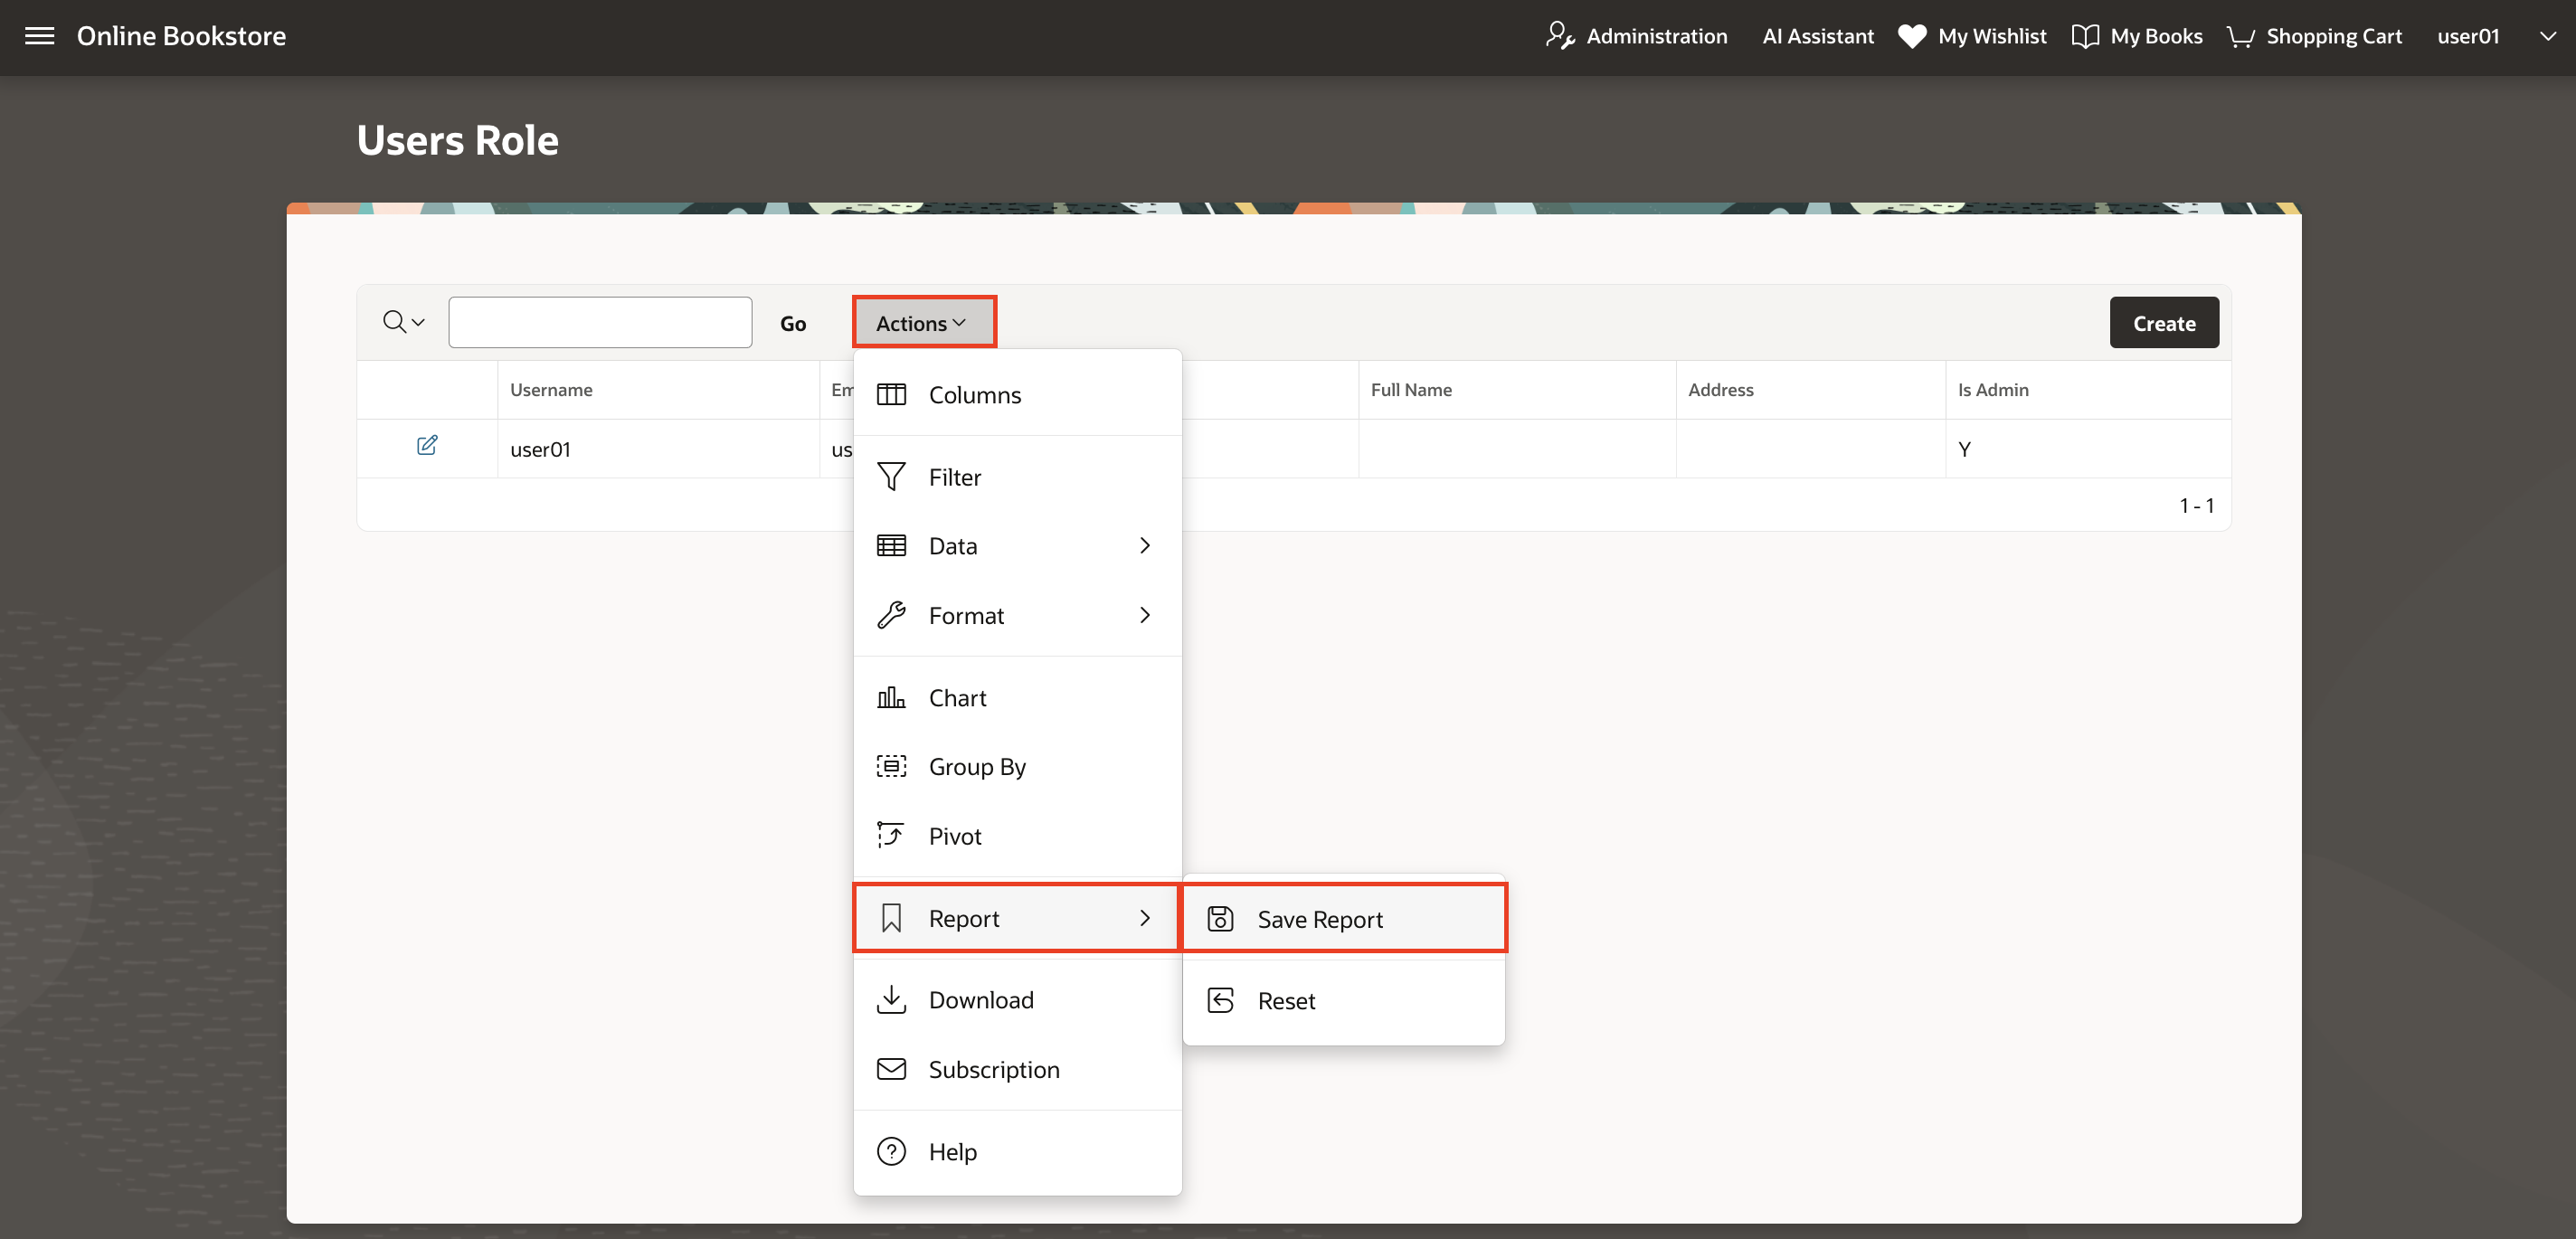 Online Bookstore
Administration
AI Assistant
My Wishlist
My Books
Shopping Cart
user01
Users Role
Go
Actions
Create
Username
Em
Full Name
Address
Is Admin
user01
us
Y
1 - 1
Columns
Filter
Data
Format
Chart
Group By
Pivot
Report
Save Report
Download
Reset
Subscription
Help